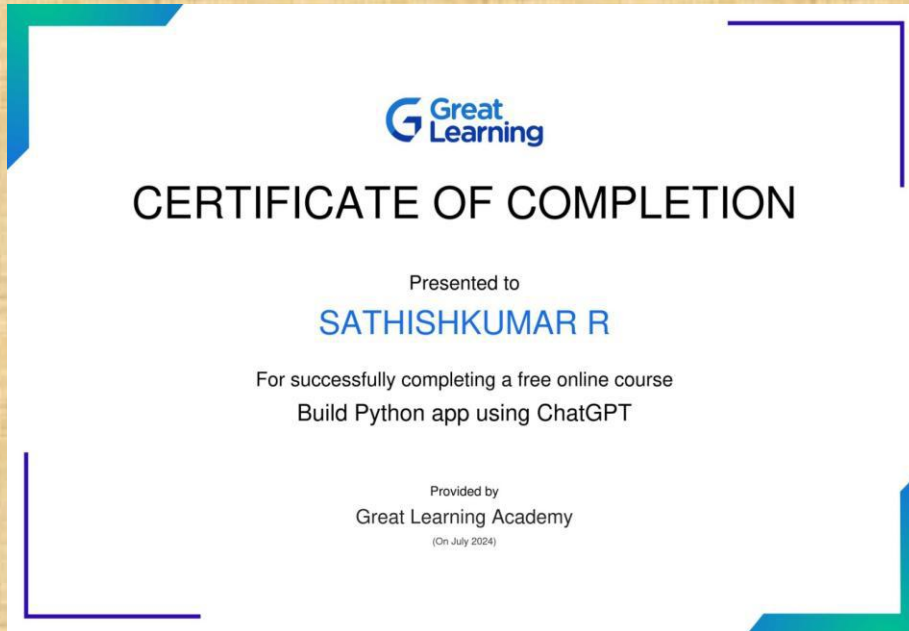 Great
Learning
CERTIFICATE OF COMPLETION
Presented to
SATHISHKUMAR R
For successfully completing a free online course
Build Python app using ChatGPT
Provided by
Great Learning Academy
(On July 2024)